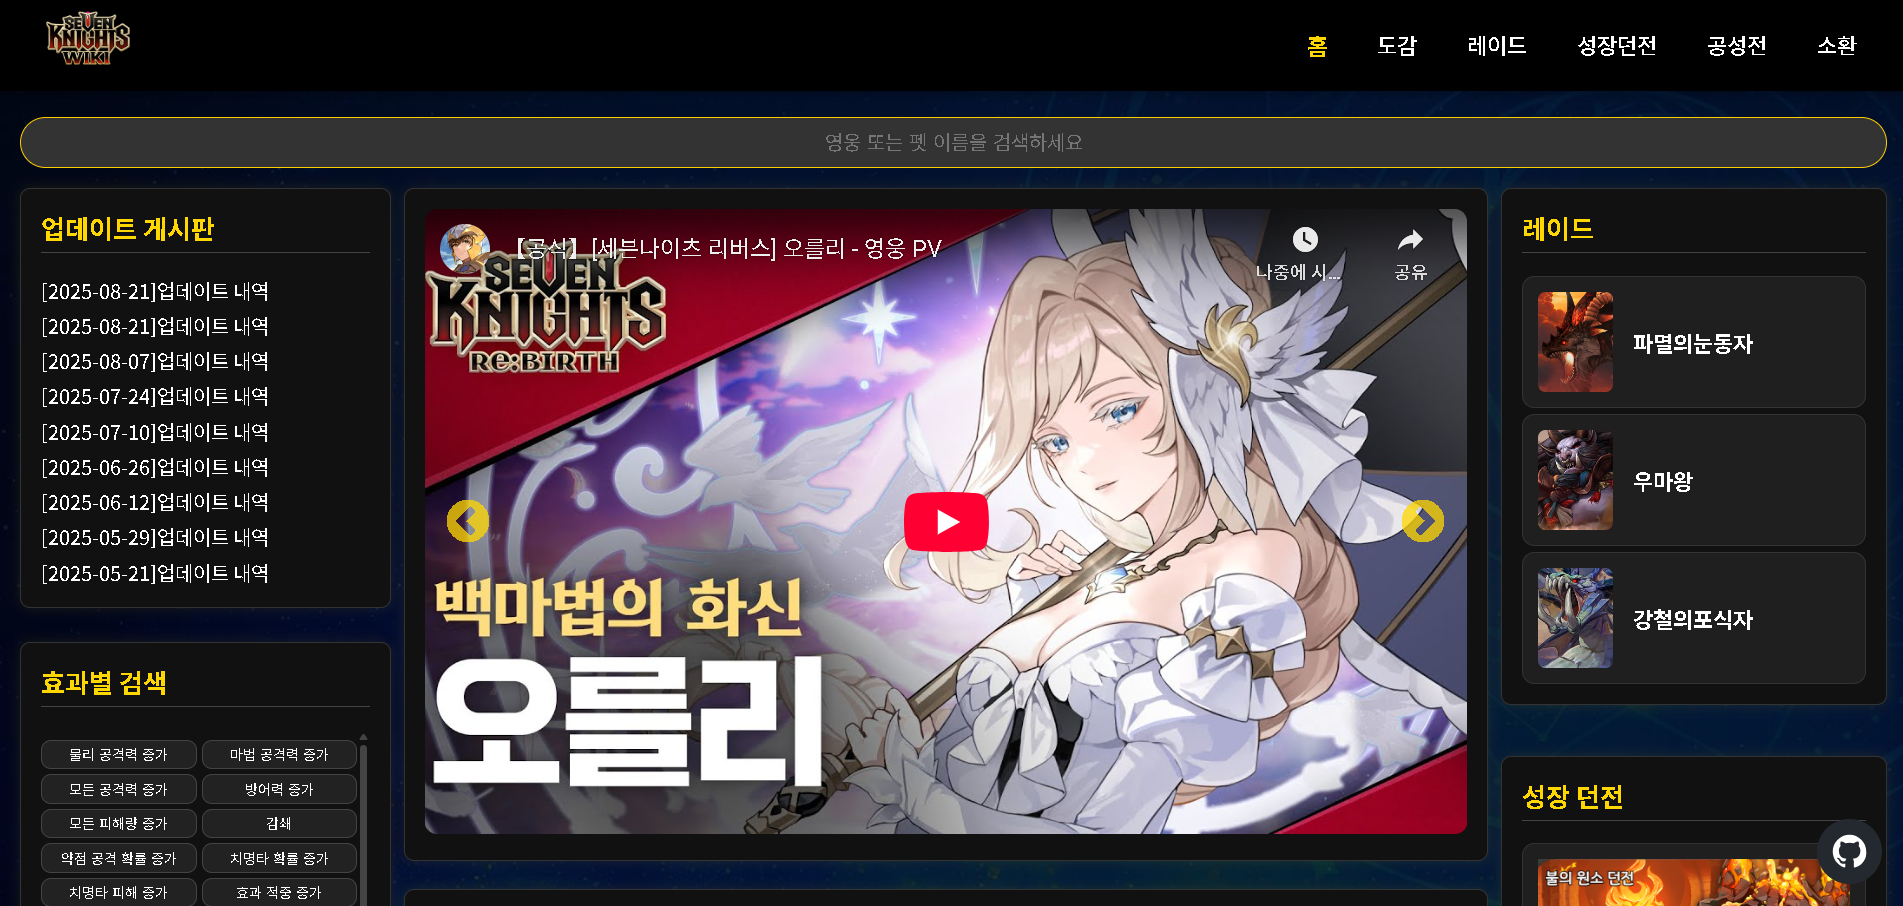 SEVEN
KNIGHTS
WIKI
홈
도감
레이드
성장던전
공성전
소환
영웅 또는 펫 이름을 검색하세요
업데이트 게시판
[2025-08-21]업데이트 내역
[2025-08-21]업데이트 내역
[2025-08-07]업데이트 내역
[2025-07-24]업데이트 내역
[2025-07-10]업데이트 내역
[2025-06-26]업데이트 내역
[2025-06-12]업데이트 내역
[2025-05-29]업데이트 내역
[2025-05-21]업데이트 내역
효과별 검색
물리 공격력 증가
마법 공격력 증가
모든 공격력 증가
방어력 증가
모든 피해량 증가
감쇄
약점 공격 확률 증가
치명타 확률 증가
치명타 피해 증가
효과 적중 증가
【공식】 [세븐나이츠 리버스] 오를리 - 영웅 PV
나중에 시...
공유
SEVEN
KNIGHTS
Re:BIRTH
백마법의 화신
오를리
레이드
파멸의눈동자
우마왕
강철의포식자
성장 던전
불의 원소 던전